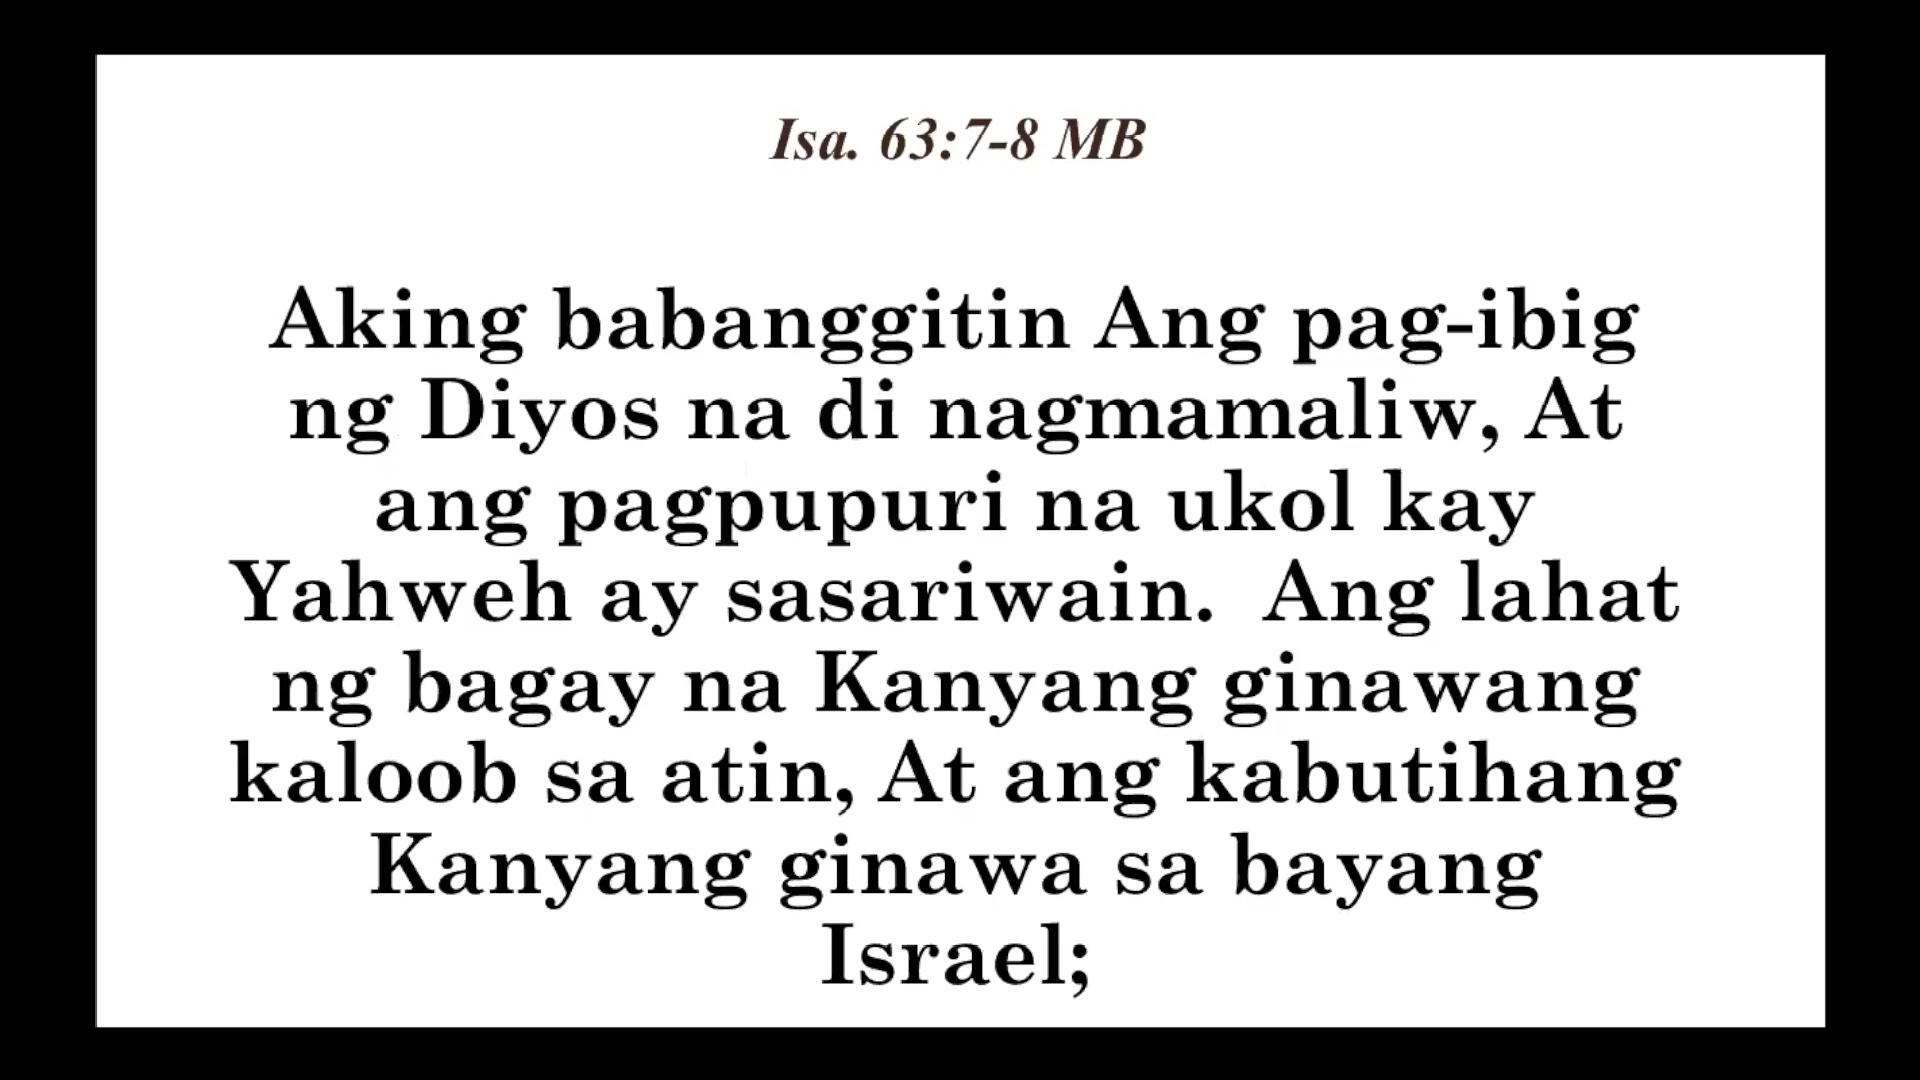 Isa. 63:7-8 MB
Aking babanggitin Ang pag-ibig
ng Diyos na di nagmamaliw, At
ang pagpupuri na ukol kay
Yahweh ay sasariwain.  Ang lahat
ng bagay na Kanyang ginawang
kaloob sa atin, At ang kabutihang
Kanyang ginawa sa bayang
Israel;